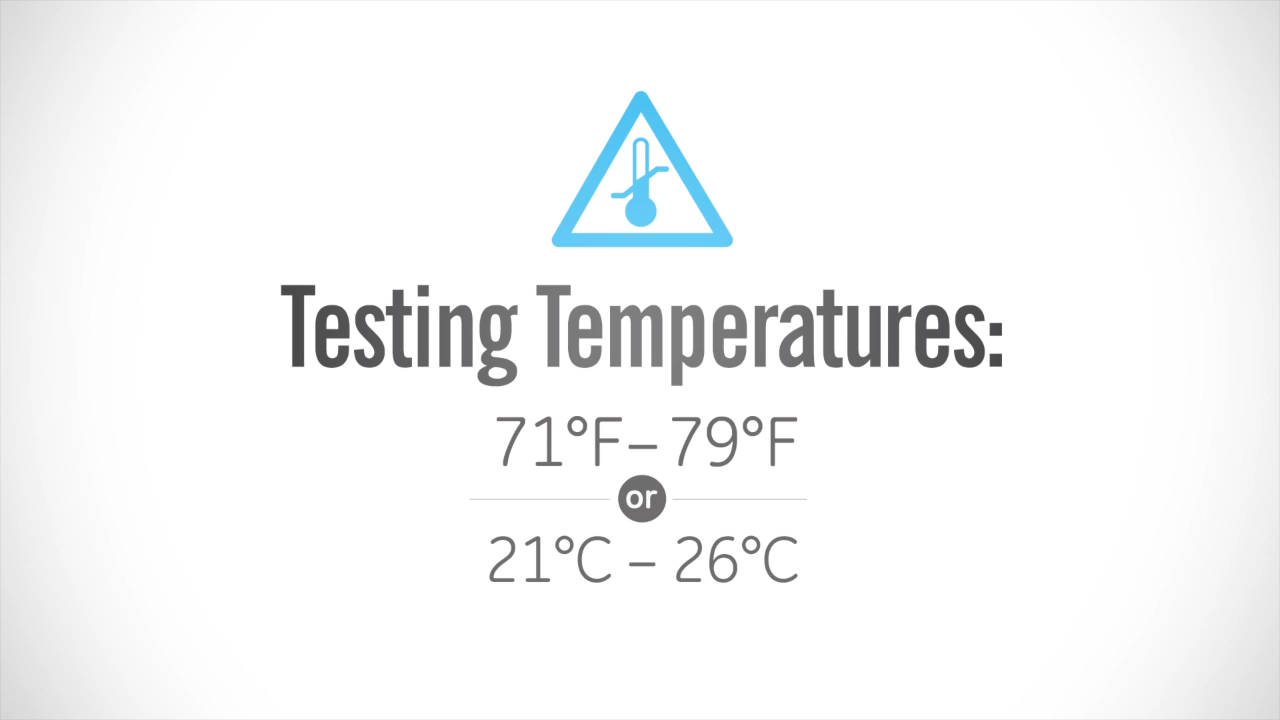 Testing Temperatures:
71°F– 79°F
or
21°C – 26°C